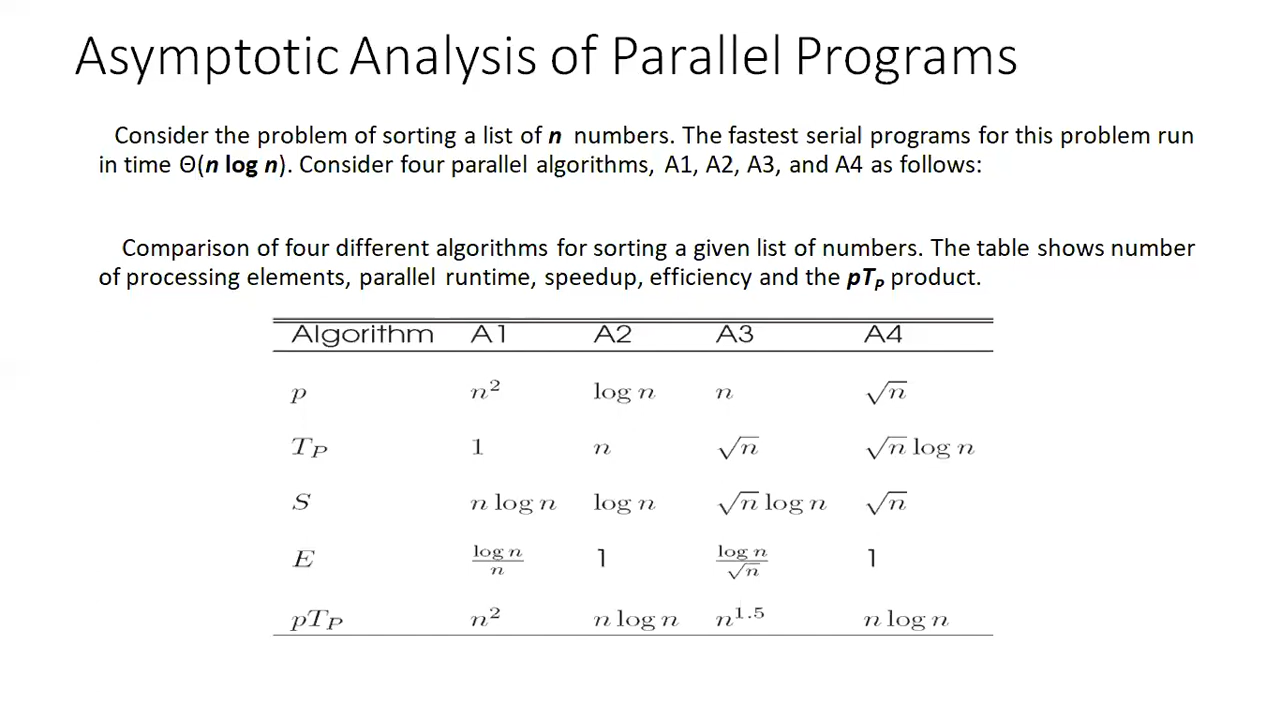 Asymptotic Analysis of Parallel Programs
Consider the problem of sorting a list of n numbers. The fastest serial programs for this problem run
in time Θ(n log n). Consider four parallel algorithms, A1, A2, A3, and A4 as follows:
Comparison of four different algorithms for sorting a given list of numbers. The table shows number
of processing elements, parallel runtime, speedup, efficiency and the pT_P product.
Algorithm A1 A2 A3 A4
p n² log n n √n
T_P 1 n √n √n log n
S n log n log n √n log n √n
E log n / n 1 log n / √n 1
pT_P n² n log n n^1.5 n log n